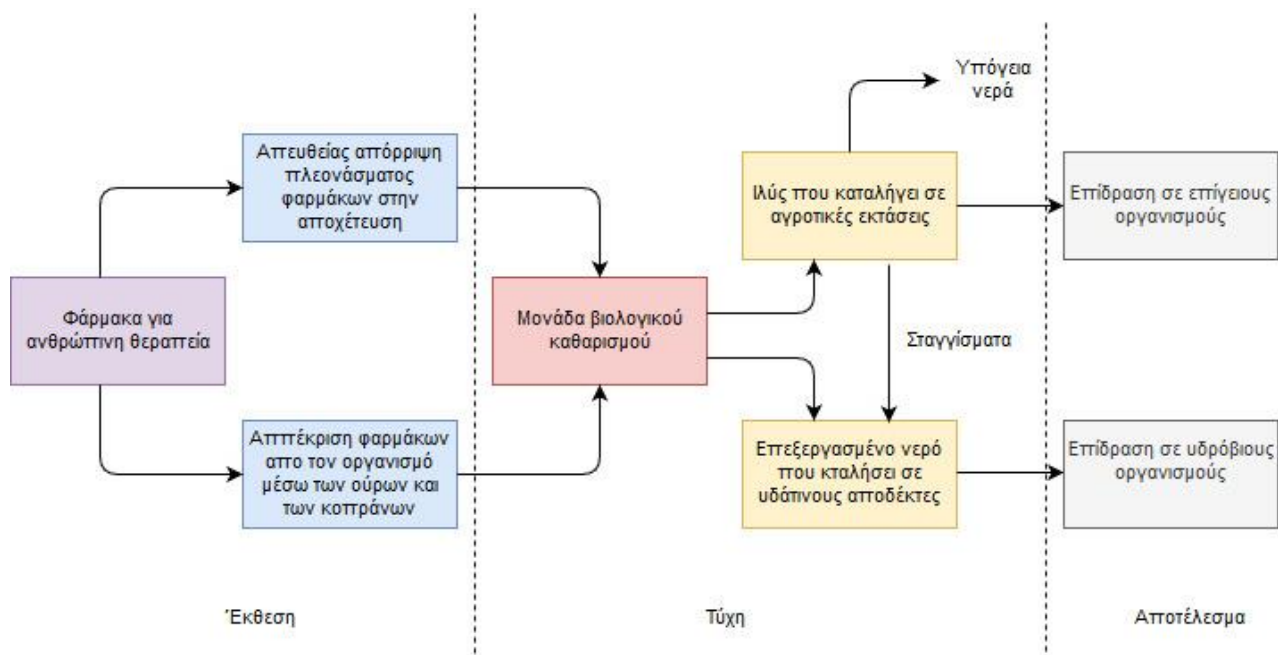 Υπόγεια
νερά
Απευθείας απόρριψη
πλεονάσματος
φαρμάκων στην
αποχέτευση
Ιλύς που καταλήγει σε
αγροτικές εκτάσεις
Επίδραση σε επίγειους
οργανισμούς
Φάρμακα για
ανθρώπινη θεραπεία
Μονάδα βιολογικού
καθαρισμού
Σταγγίσματα
Αππέκριση φαρμάκων
απο τον οργανισμό
μέσω των ούρων και
των κοπράνων
Επεξεργασμένο νερό
που κταλήσει σε
υδάτινους αποδέκτες
Επίδραση σε υδρόβιους
οργανισμούς
Έκθεση
Τύχη
Αποτέλεσμα